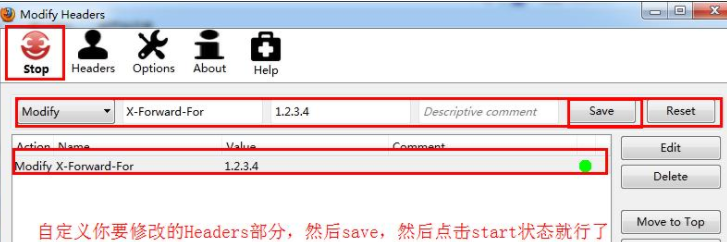 Modify Headers
Stop Headers Options About Help
Modify X-Forward-For 1.2.3.4 Descriptive comment Save Reset
Action Name Value Comment Edit
Modify X-Forward-For 1.2.3.4
Delete
Move to Top
自定义你要修改的Headers部分，然后save，然后点击start状态就行了